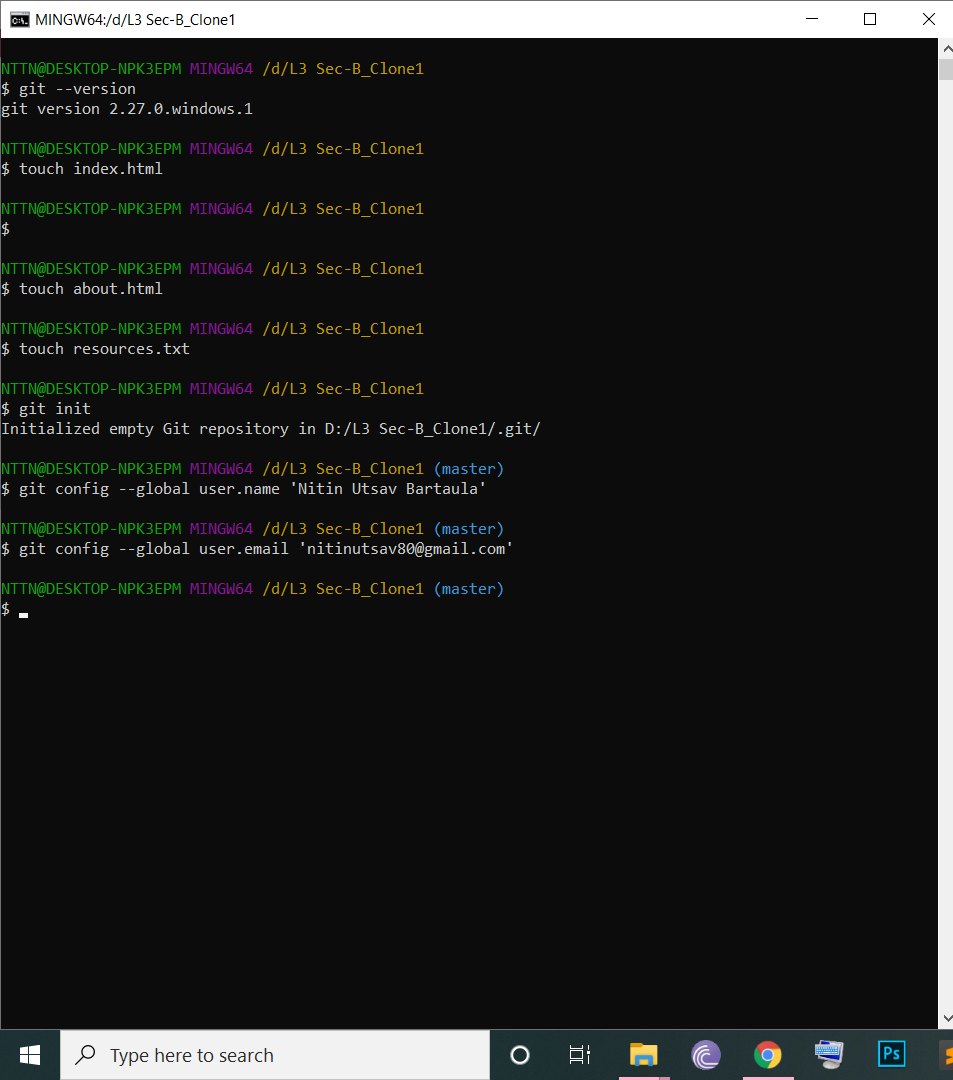 MINGW64:/d/L3 Sec-B_Clone1
NTTN@DESKTOP-NPK3EPM MINGW64 /d/L3 Sec-B_Clone1
$ git --version
git version 2.27.0.windows.1
NTTN@DESKTOP-NPK3EPM MINGW64 /d/L3 Sec-B_Clone1
$ touch index.html
NTTN@DESKTOP-NPK3EPM MINGW64 /d/L3 Sec-B_Clone1
$
NTTN@DESKTOP-NPK3EPM MINGW64 /d/L3 Sec-B_Clone1
$ touch about.html
NTTN@DESKTOP-NPK3EPM MINGW64 /d/L3 Sec-B_Clone1
$ touch resources.txt
NTTN@DESKTOP-NPK3EPM MINGW64 /d/L3 Sec-B_Clone1
$ git init
Initialized empty Git repository in D:/L3 Sec-B_Clone1/.git/
NTTN@DESKTOP-NPK3EPM MINGW64 /d/L3 Sec-B_Clone1 (master)
$ git config --global user.name 'Nitin Utsav Bartaula'
NTTN@DESKTOP-NPK3EPM MINGW64 /d/L3 Sec-B_Clone1 (master)
$ git config --global user.email 'nitinutsav80@gmail.com'
NTTN@DESKTOP-NPK3EPM MINGW64 /d/L3 Sec-B_Clone1 (master)
$
Type here to search
Ps